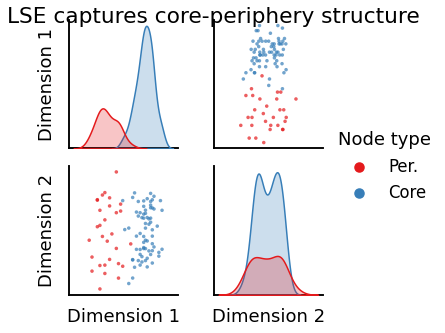 LSE captures core-periphery structure
Dimension 1
Node type
Per.
Core
Dimension 2
Dimension 1
Dimension 2